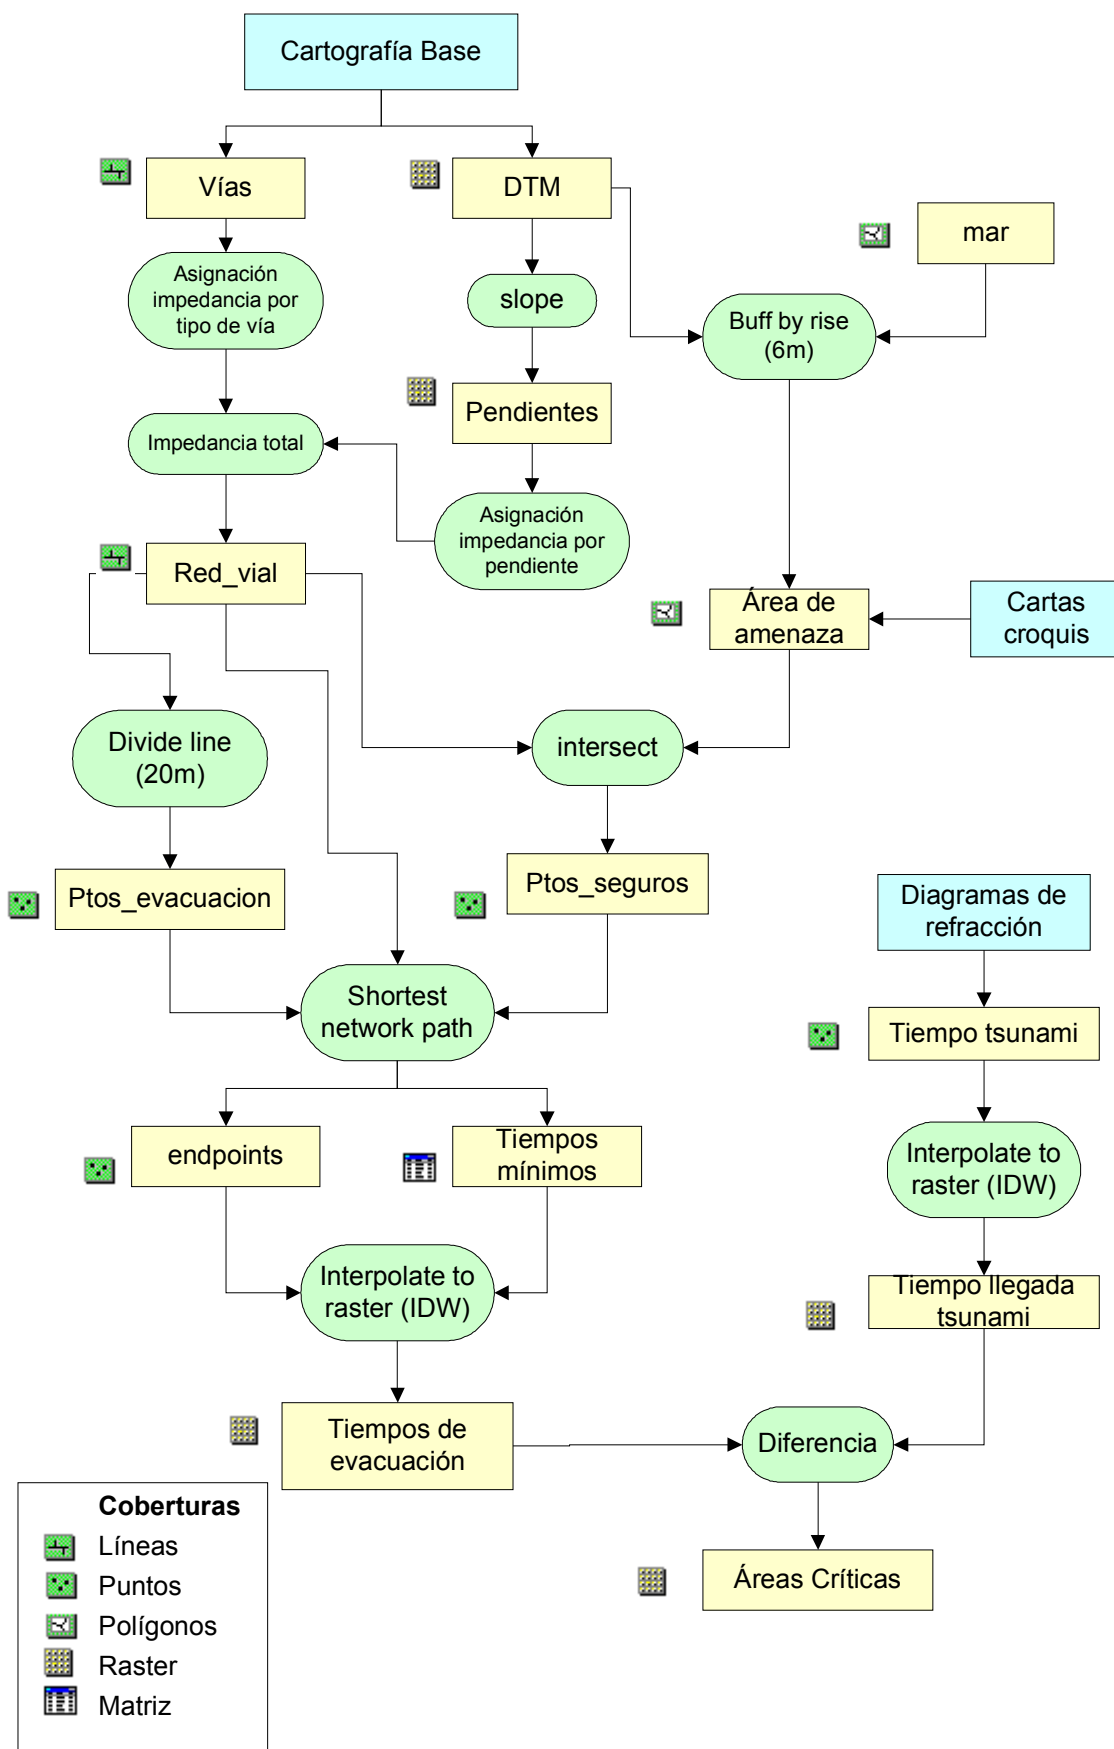 Cartografía Base
Vías
DTM
mar
Asignación
impedancia por
tipo de vía
slope
Buff by rise
(6m)
Pendientes
Impedancia total
Asignación
impedancia por
pendiente
Red_vial
Área de
amenaza
Cartas
croquis
Divide line
(20m)
intersect
Ptos_evacuacion
Ptos_seguros
Diagramas de
refracción
Shortest
network path
Tiempo tsunami
endpoints
Tiempos
mínimos
Interpolate to
raster (IDW)
Interpolate to
raster (IDW)
Tiempo llegada
tsunami
Tiempos de
evacuación
Diferencia
Áreas Críticas
Coberturas
Líneas
Puntos
Polígonos
Raster
Matriz